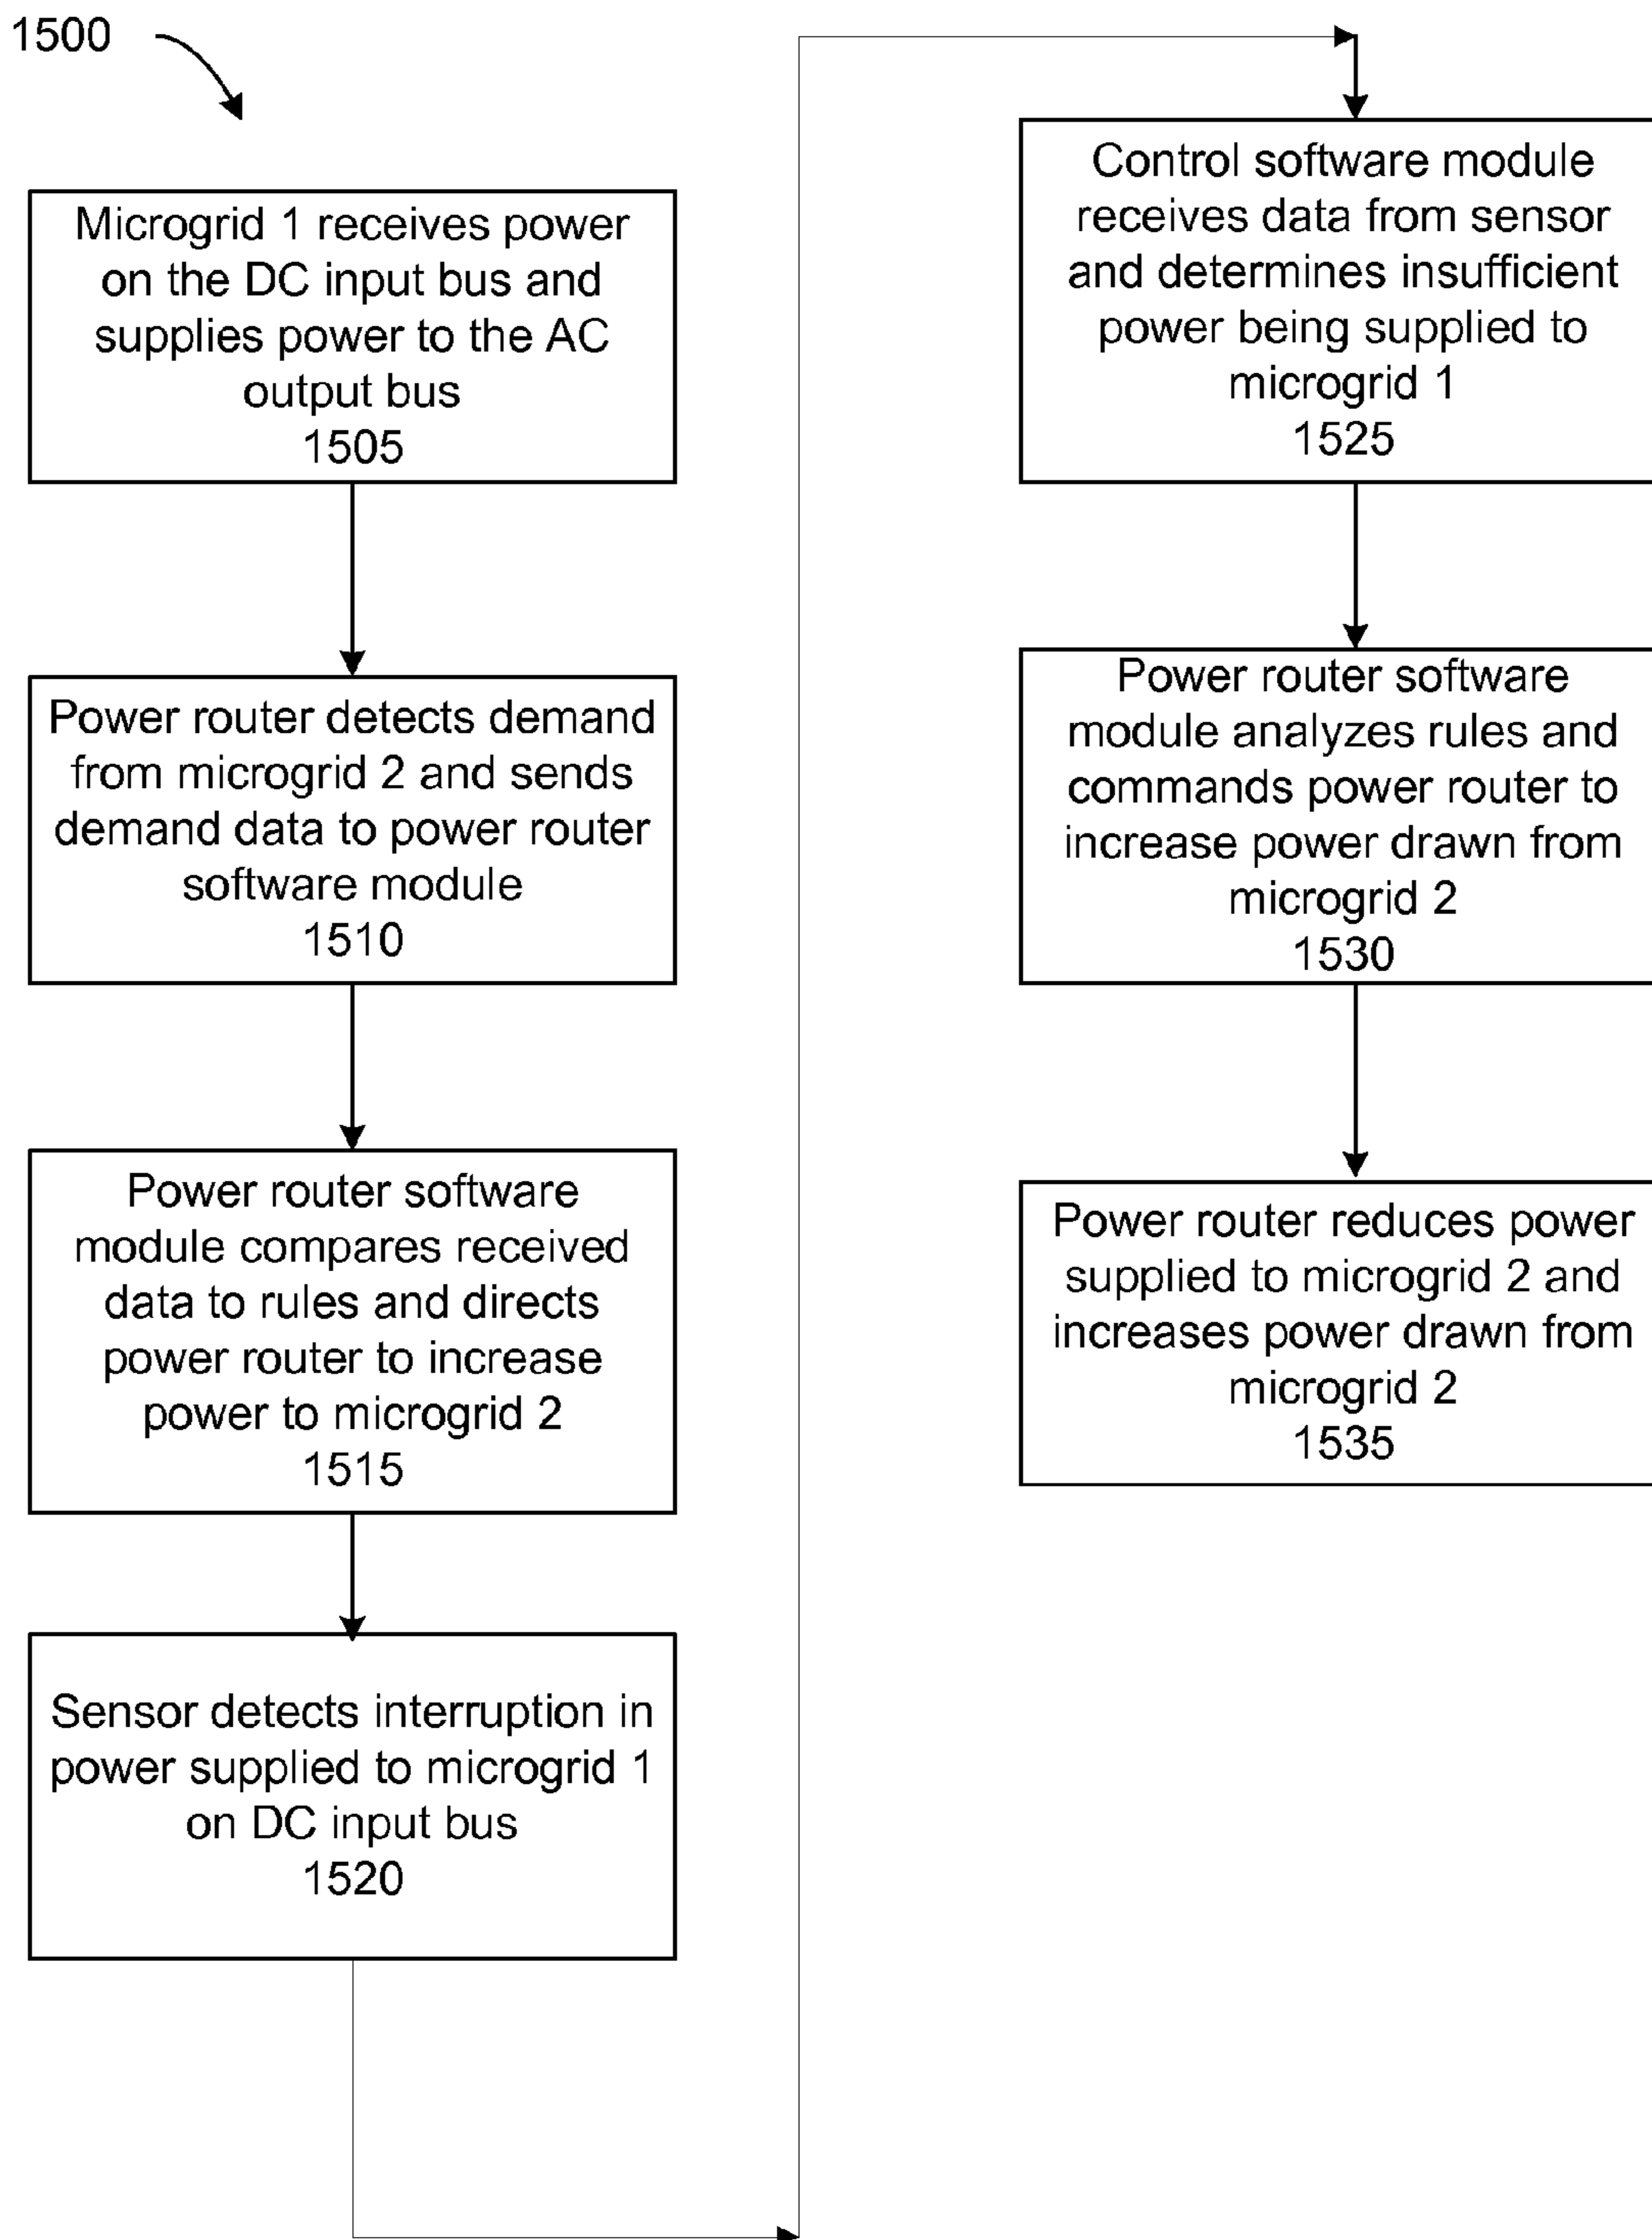 1500
Microgrid 1 receives power
on the DC input bus and
supplies power to the AC
output bus
1505
Power router detects demand
from microgrid 2 and sends
demand data to power router
software module
1510
Power router software
module compares received
data to rules and directs
power router to increase
power to microgrid 2
1515
Sensor detects interruption in
power supplied to microgrid 1
on DC input bus
1520
Control software module
receives data from sensor
and determines insufficient
power being supplied to
microgrid 1
1525
Power router software
module analyzes rules and
commands power router to
increase power drawn from
microgrid 2
1530
Power router reduces power
supplied to microgrid 2 and
increases power drawn from
microgrid 2
1535